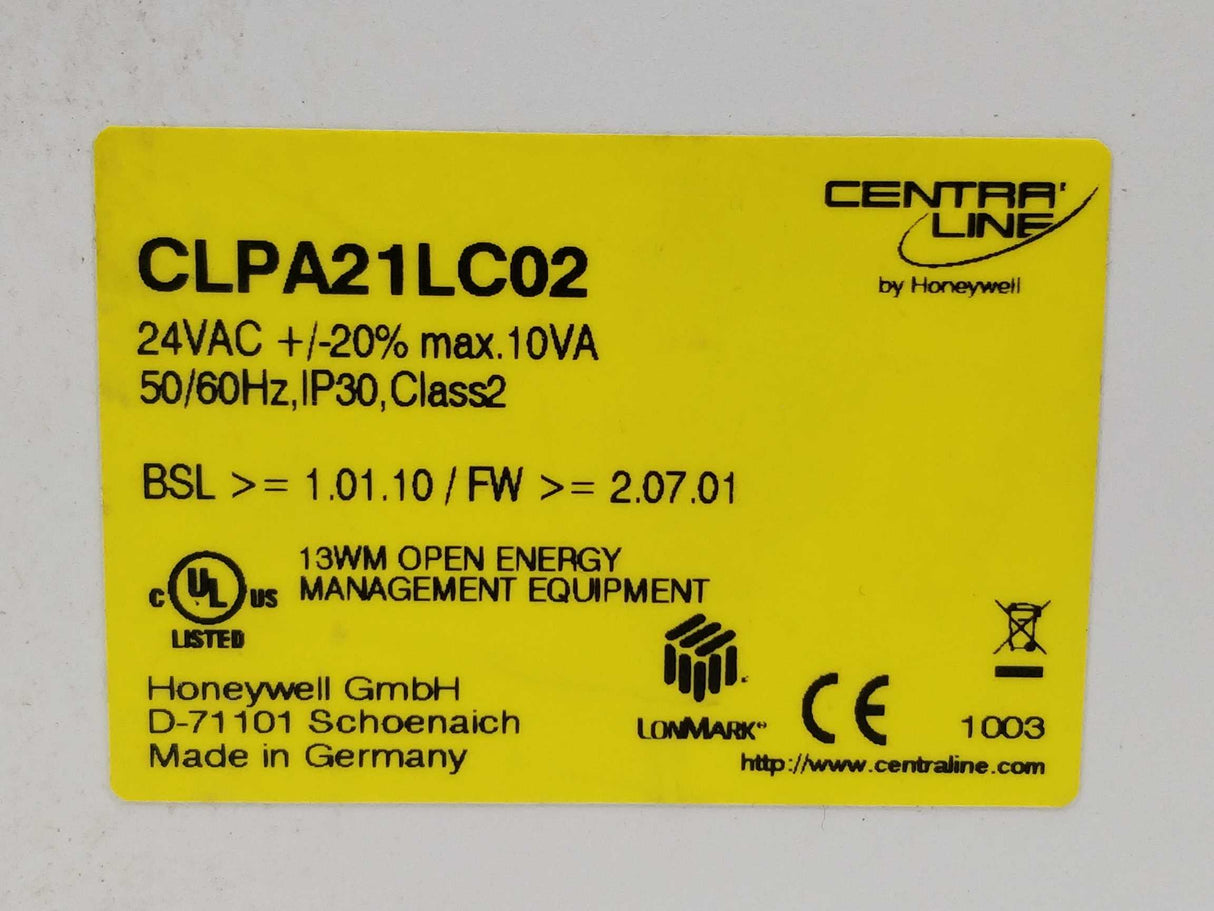 CENTRA'
LINE
by Honeywell
CLPA21LC02
24VAC +/-20% max.10VA
50/60Hz,IP30,Class2
BSL >= 1.01.10 / FW >= 2.07.01
C UL US
LISTED
13WM OPEN ENERGY
MANAGEMENT EQUIPMENT
Honeywell GmbH
D-71101 Schoenaich
Made in Germany
LONMARK®
CE
1003
http://www.centraline.com